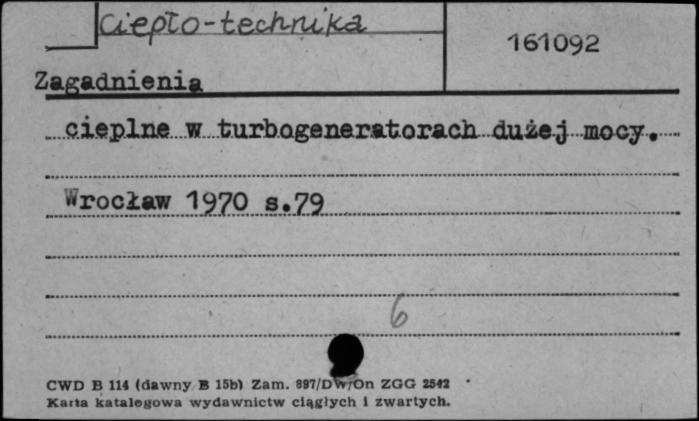 Ciepło-technika
161092
Zagadnienia
cieplne w turbogeneratorach dużej mocy.
Wrocław 1970 s.79
6
CWD B 114 (dawny B 15b) Zam. 897/DW/On ZGG 2542
Karta katalogowa wydawnictw ciągłych i zwartych.